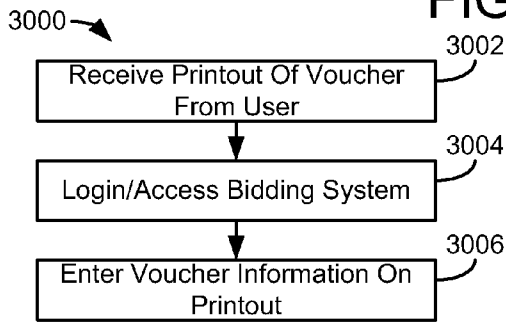 FIG
3000
3002
Receive Printout Of Voucher
From User
3004
Login/Access Bidding System
3006
Enter Voucher Information On
Printout